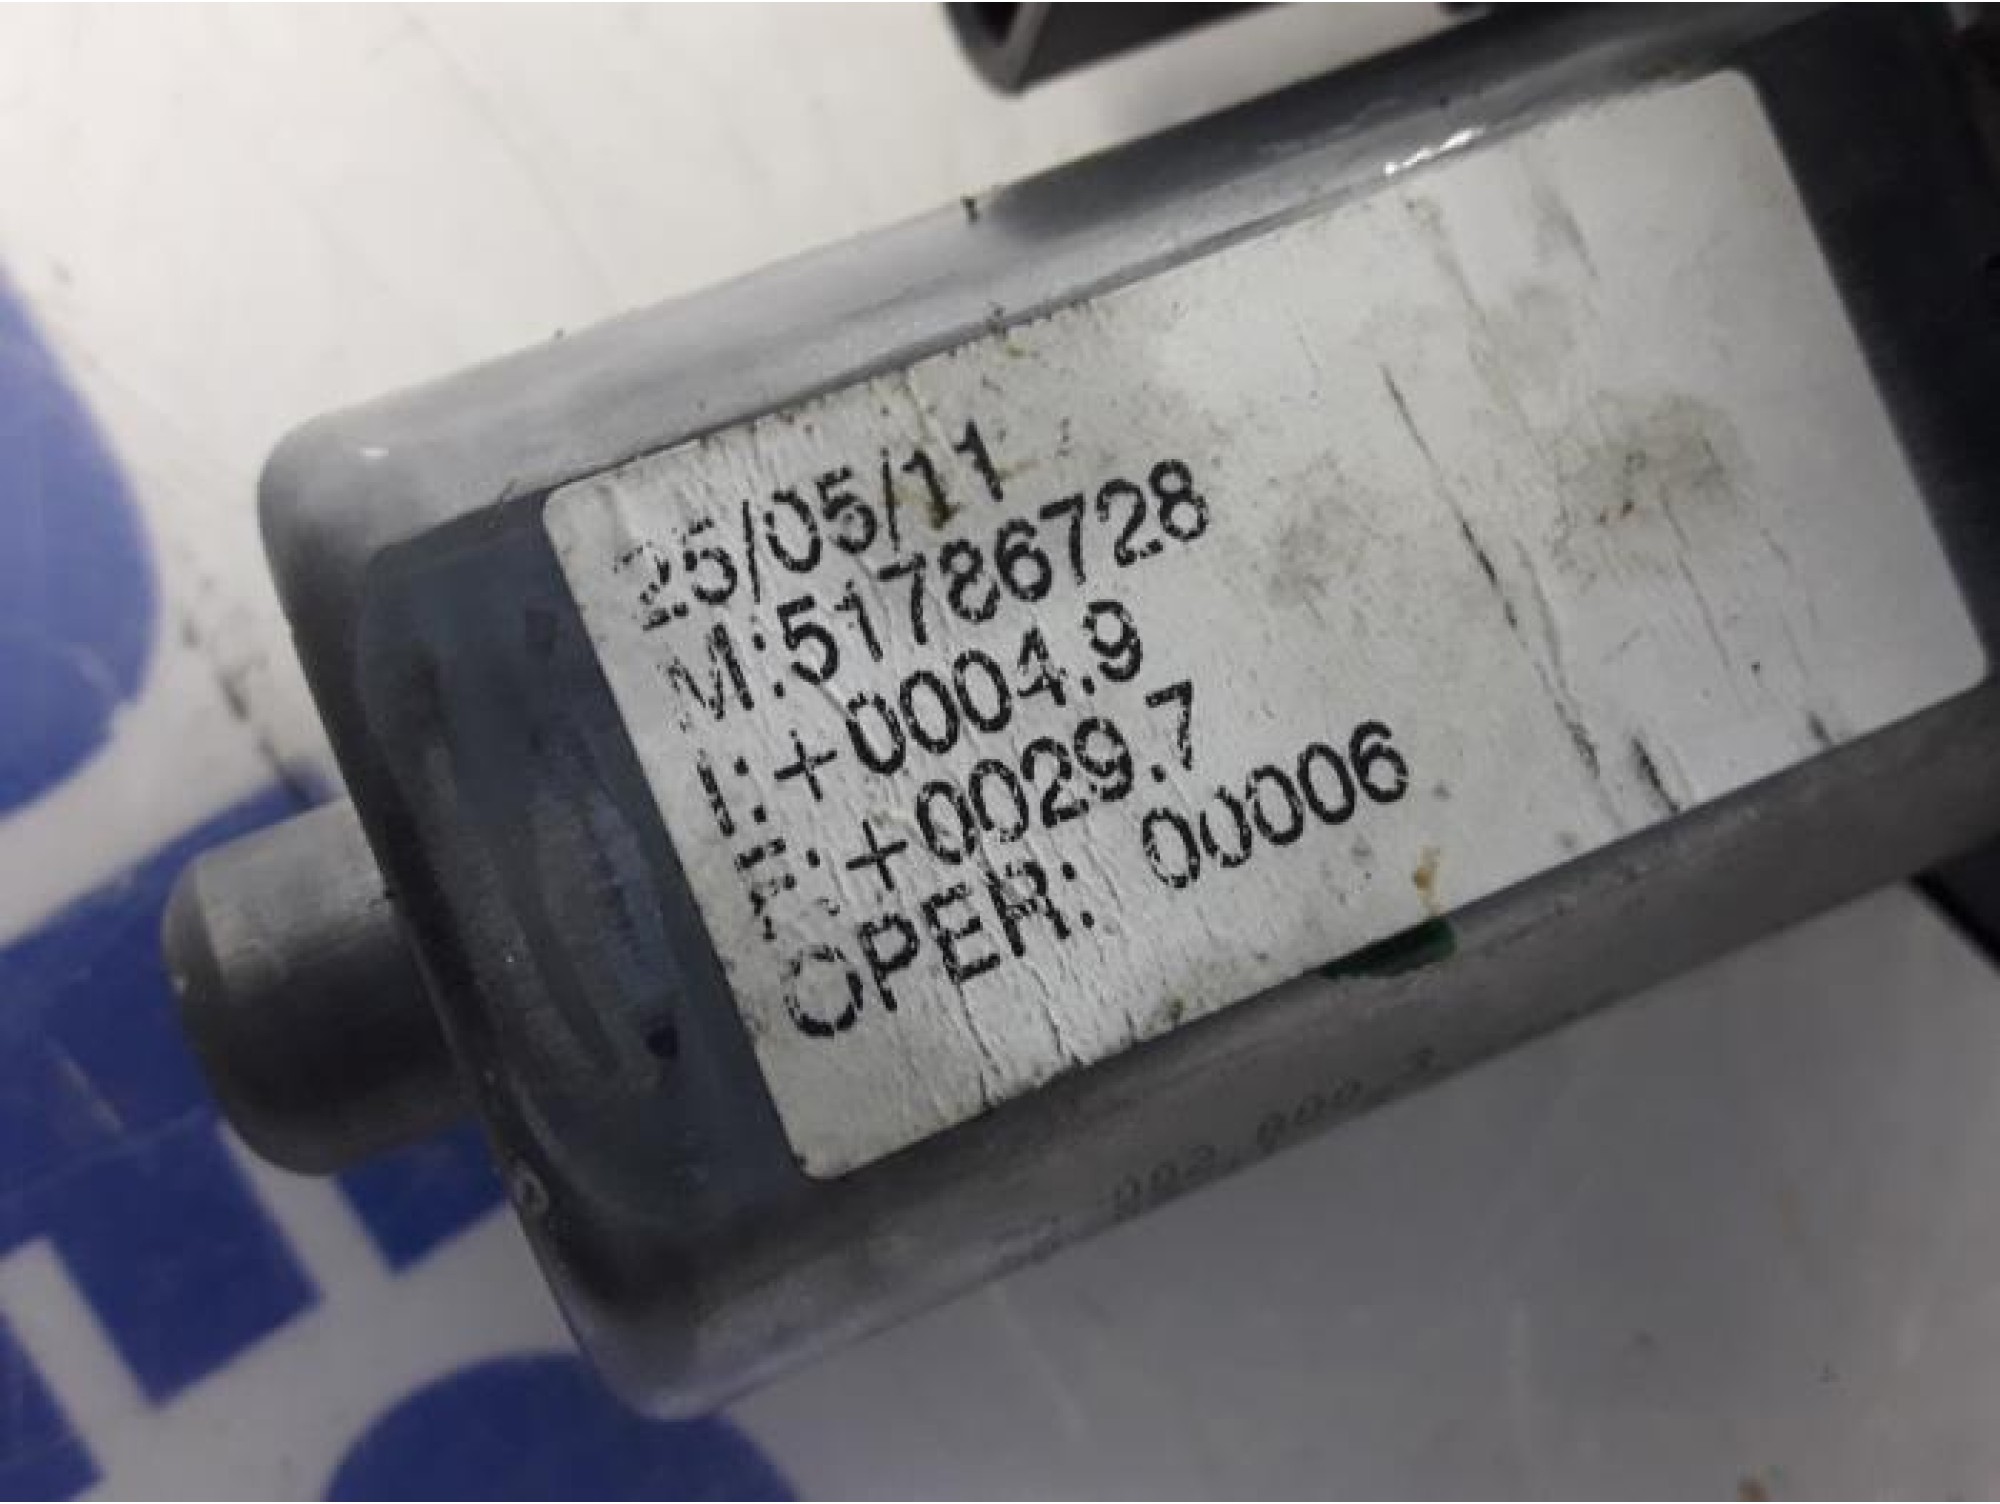 25/05/11
M:51786728
I:+0004.9
E:+0029.7
OPER: 00006